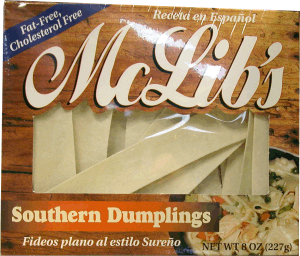 Receta en Español
Fat-Free,
Cholesterol Free
McLib's
Southern Dumplings
Fideos plano al estilo Sureño
NET WT 8 OZ (227g)